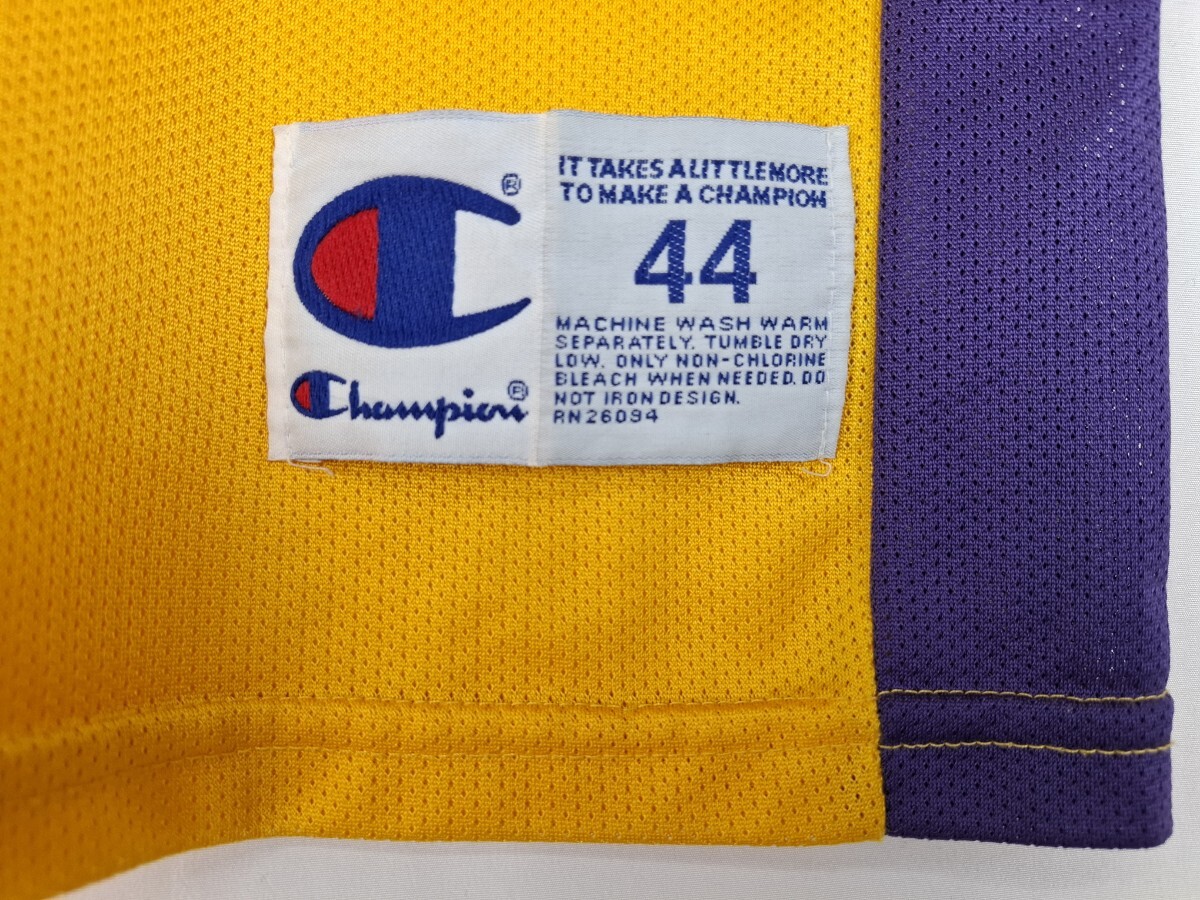 ®
Champion®
IT TAKES A LITTLE MORE
TO MAKE A CHAMPION
44
MACHINE WASH WARM
SEPARATELY. TUMBLE DRY
LOW. ONLY NON-CHLORINE
BLEACH WHEN NEEDED. DO
NOT IRON DESIGN.
RN26094